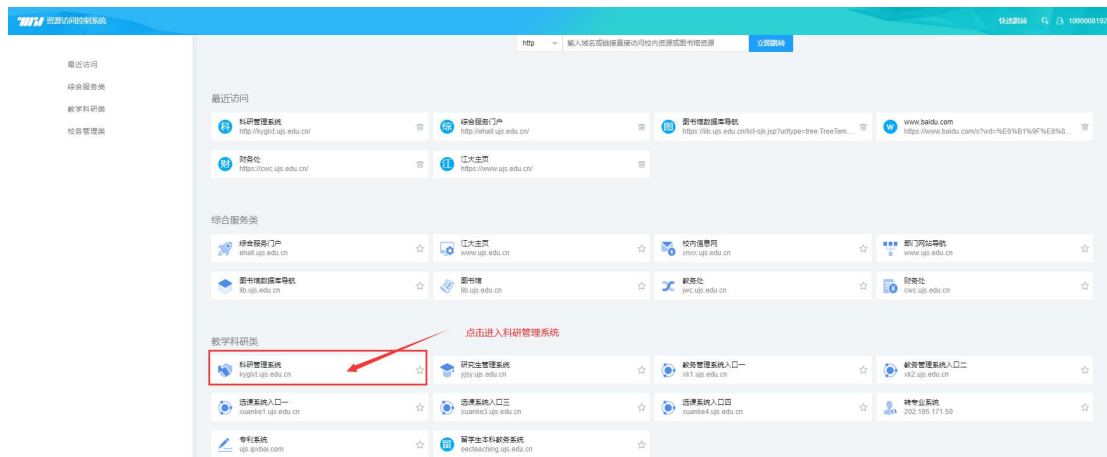 资源访问控制系统
快速跳转
1000008192
http
输入域名或链接直接访问校内资源或图书馆资源
立即跳转
最近访问
综合服务类
教学科研类
校务管理类
最近访问
科 科研管理系统
http://kygtxt.ujs.edu.cn/
综 综合服务门户
http://ehall.ujs.edu.cn/
图 图书馆数据库导航
https://lib.ujs.edu.cn/list-sjk.jsp?urltype=tree.TreeTem...
W www.baidu.com
https://www.baidu.com/s?wd=%E6%B1%9F%E8%8...
财 财务处
https://cwc.ujs.edu.cn/
江 江大主页
https://www.ujs.edu.cn/
综合服务类
综合服务门户
ehall.ujs.edu.cn
江大主页
www.ujs.edu.cn
校内信息网
xnxx.ujs.edu.cn
部门网站导航
www.ujs.edu.cn
图书馆数据库导航
lib.ujs.edu.cn
图书馆
lib.ujs.edu.cn
教务处
jwc.ujs.edu.cn
财务处
cwc.ujs.edu.cn
点击进入科研管理系统
教学科研类
科研管理系统
kyglxt.ujs.edu.cn
研究生管理系统
yjsy.ujs.edu.cn
教务管理系统入口一
xk1.ujs.edu.cn
教务管理系统入口二
xk2.ujs.edu.cn
选课系统入口一
xuanke1.ujs.edu.cn
选课系统入口三
xuanke3.ujs.edu.cn
选课系统入口四
xuanke4.ujs.edu.cn
转专业系统
202.195.171.50
专利系统
ujs.ipxbai.com
留 留学生本科教务系统
oecteaching.ujs.edu.cn